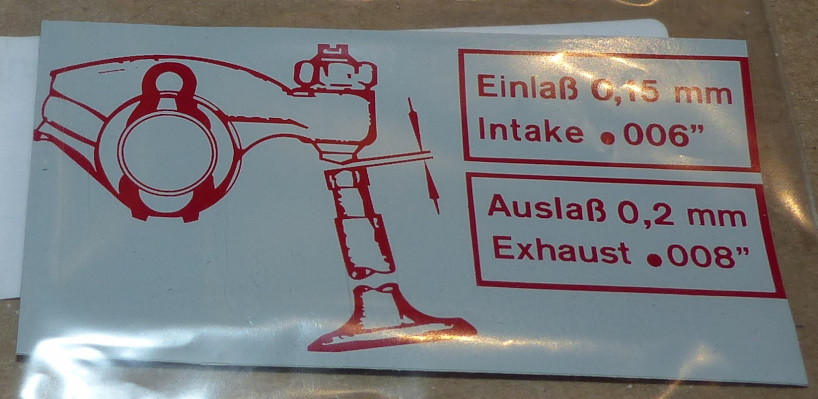 Einlaß 0,15 mm
Intake .006”
Auslaß 0,2 mm
Exhaust .008”